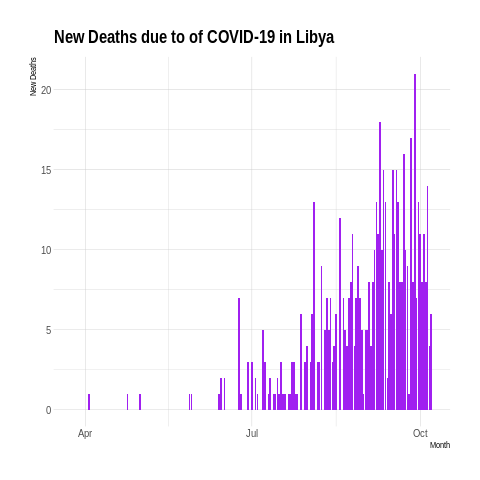 New Deaths due to of COVID-19 in Libya
New Deaths
20
15
10
5
0
Apr
Jul
Oct
Month